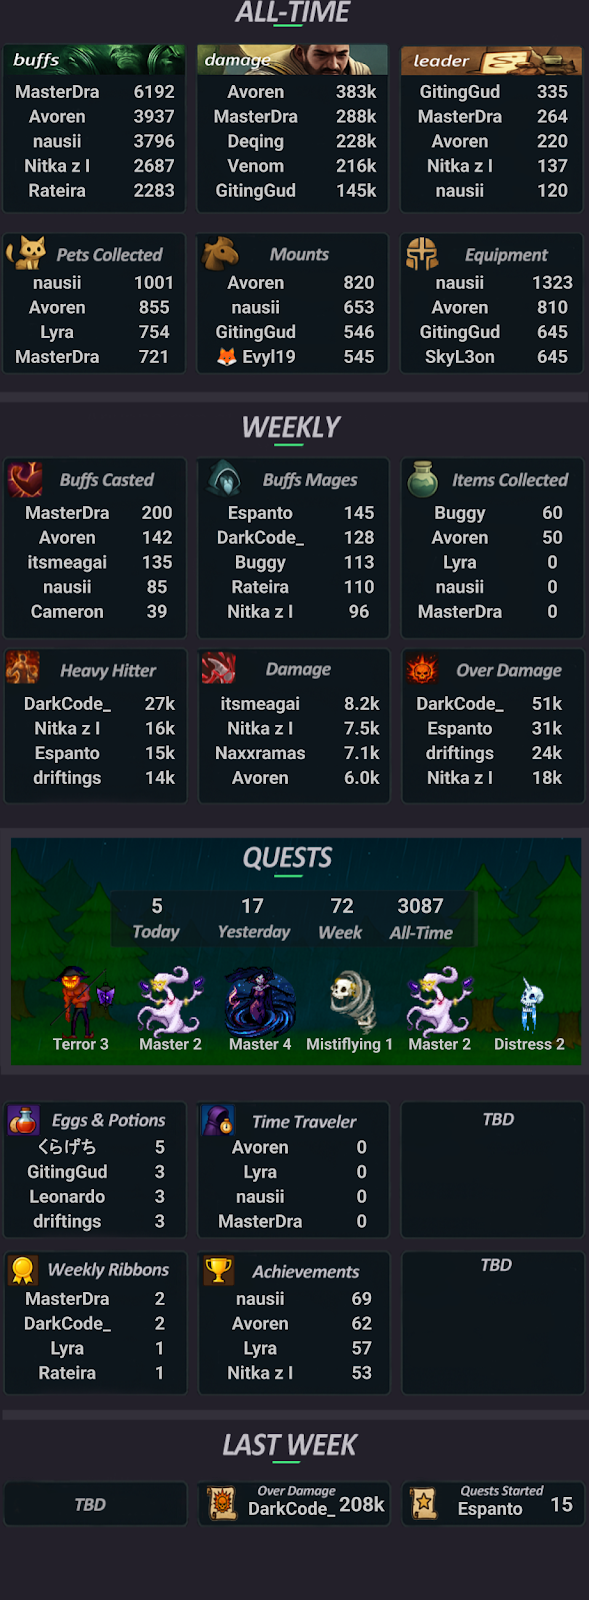 ALL-TIME
buffs
MasterDra 6192
Avoren 3937
nausii 3796
Nitka z l 2687
Rateira 2283
damage
Avoren 383k
MasterDra 288k
Deqing 228k
Venom 216k
GitingGud 145k
leader
GitingGud 335
MasterDra 264
Avoren 220
Nitka z l 137
nausii 120
Pets Collected
nausii 1001
Avoren 855
Lyra 754
MasterDra 721
Mounts
Avoren 820
nausii 653
GitingGud 546
🦊 Evyl19 545
Equipment
nausii 1323
Avoren 810
GitingGud 645
SkyL3on 645
WEEKLY
Buffs Casted
MasterDra 200
Avoren 142
itsmeagai 135
nausii 85
Cameron 39
Buffs Mages
Espanto 145
DarkCode_ 128
Buggy 113
Rateira 110
Nitka z l 96
Items Collected
Buggy 60
Avoren 50
Lyra 0
nausii 0
MasterDra 0
Heavy Hitter
DarkCode_ 27k
Nitka z l 16k
Espanto 15k
driftings 14k
Damage
itsmeagai 8.2k
Nitka z l 7.5k
Naxxramas 7.1k
Avoren 6.0k
Over Damage
DarkCode_ 51k
Espanto 31k
driftings 24k
Nitka z l 18k
QUESTS
5 17 72 3087
Today Yesterday Week All-Time
Terror 3 Master 2 Master 4 Mistiflying 1 Master 2 Distress 2
Eggs & Potions
くらげち 5
GitingGud 3
Leonardo 3
driftings 3
Time Traveler
Avoren 0
Lyra 0
nausii 0
MasterDra 0
TBD
Weekly Ribbons
MasterDra 2
DarkCode_ 2
Lyra 1
Rateira 1
Achievements
nausii 69
Avoren 62
Lyra 57
Nitka z l 53
TBD
LAST WEEK
TBD
Over Damage
DarkCode_ 208k
Quests Started
Espanto 15